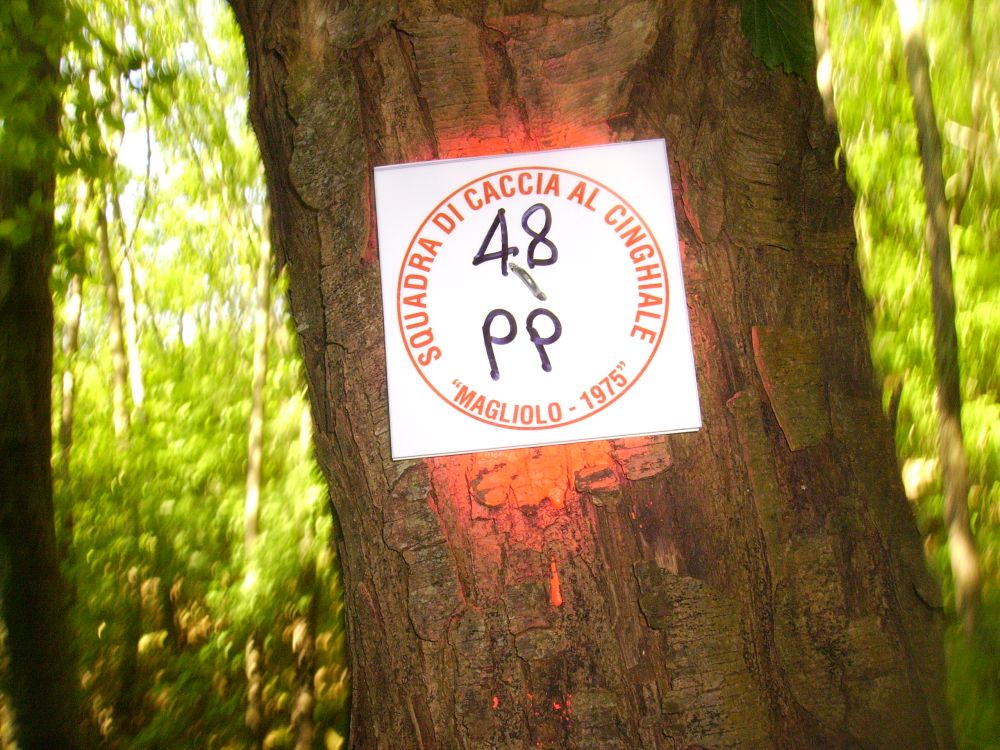 SQUADRA DI CACCIA AL CINGHIALE
48
PP
"MAGLIOLO - 1975"